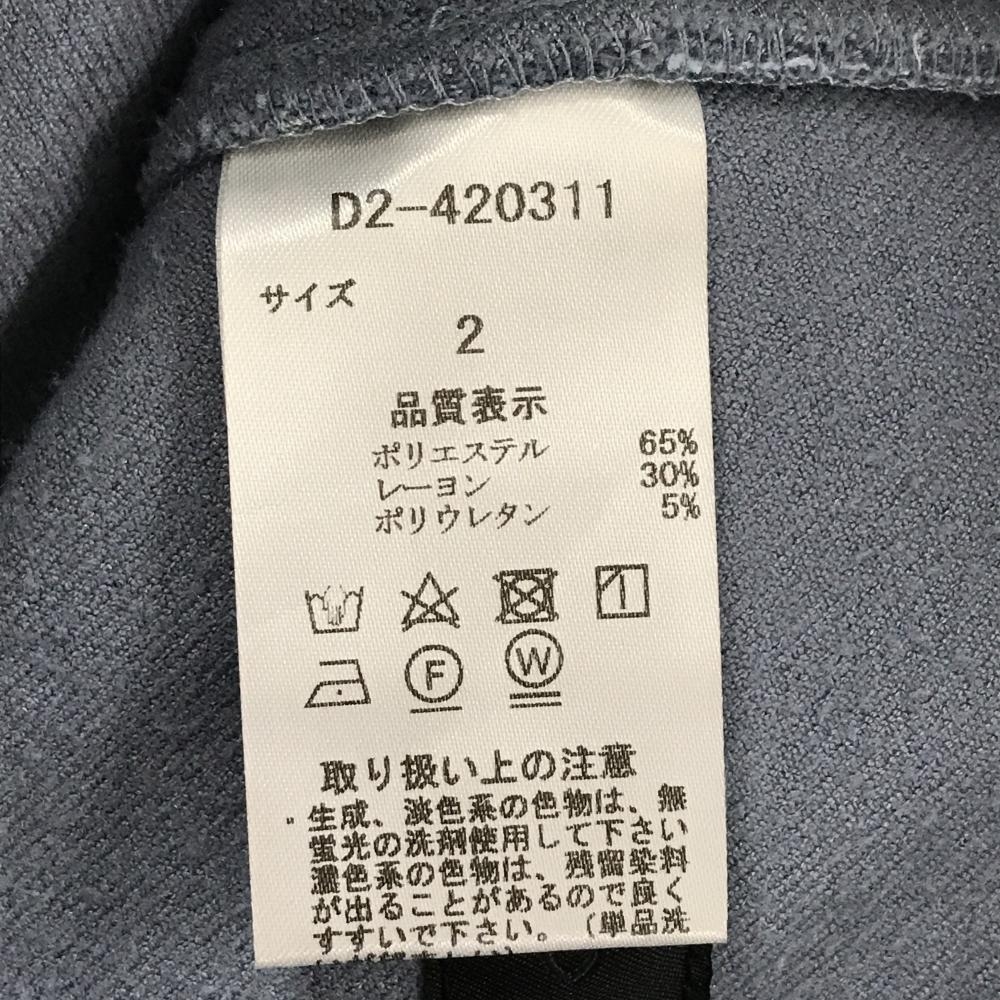 D2-420311
サイズ
2
品質表示
ポリエステル 65%
レーヨン 30%
ポリウレタン 5%
F W
取り扱い上の注意
生成、淡色系の色物は、無
蛍光の洗剤使用して下さい
濃色系の色物は、残留染料
が出ることがあるので良く
すすいで下さい。(単品洗